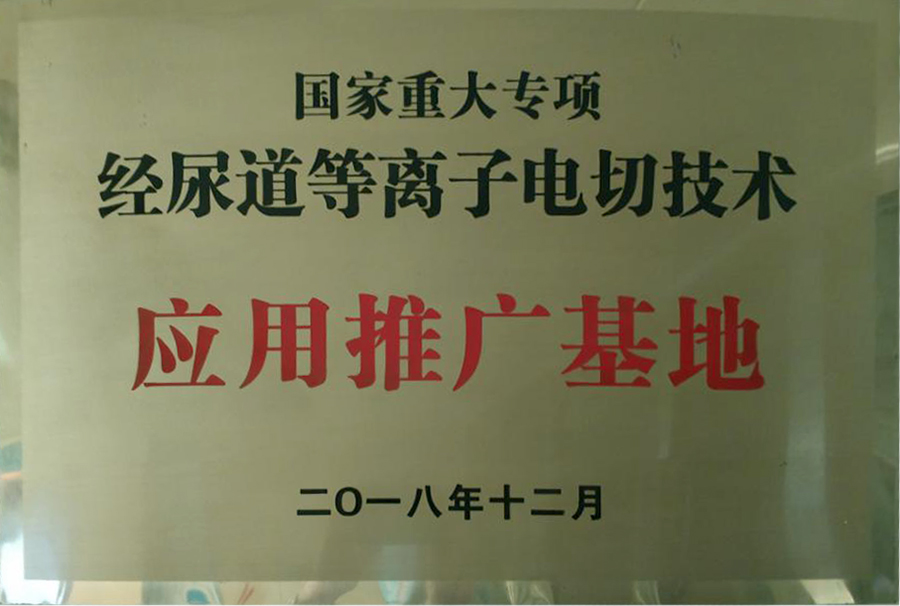 国家重大专项
经尿道等离子电切技术
应用推广基地
二〇一八年十二月